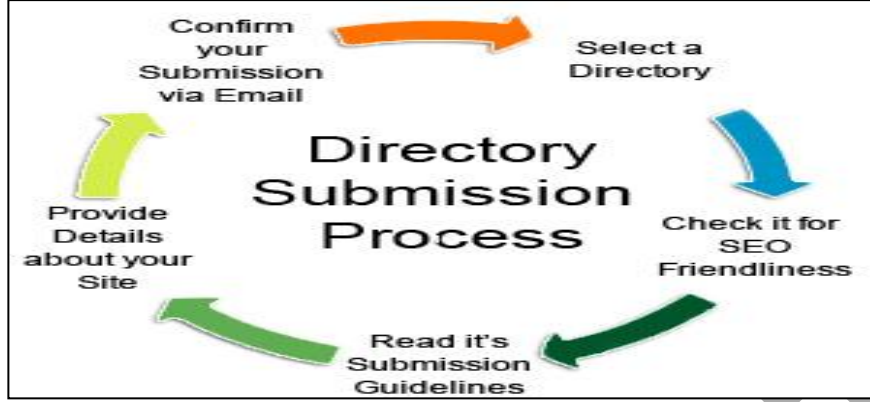 Directory
Submission
Process
Select a
Directory
Check it for
SEO
Friendliness
Read it's
Submission
Guidelines
Provide
Details
about your
Site
Confirm
your
Submission
via Email